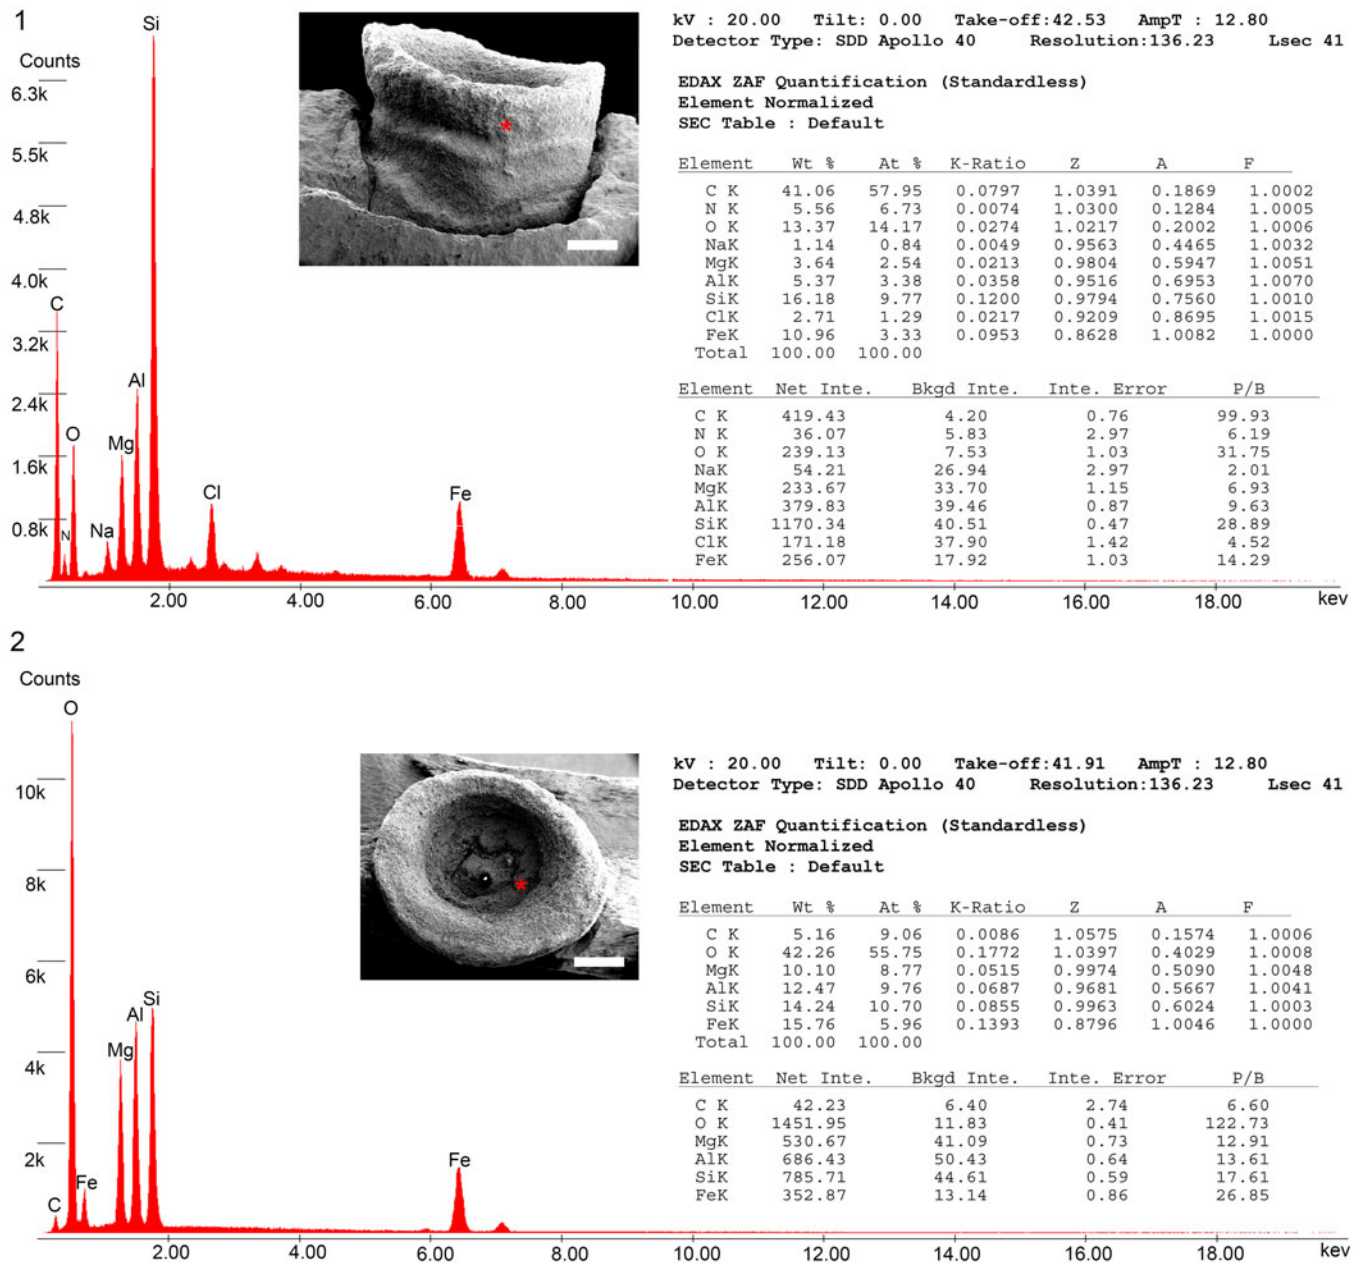 1
Counts
6.3k
5.5k
4.8k
4.0k
3.2k
2.4k
1.6k
0.8k
C
N
O
Na
Mg
Al
Si
Cl
Fe
*
2.00 4.00 6.00 8.00 10.00 12.00 14.00 16.00 18.00 kev
kV : 20.00 Tilt: 0.00 Take-off:42.53 AmpT : 12.80
Detector Type: SDD Apollo 40 Resolution:136.23 Lsec 41
EDAX ZAF Quantification (Standardless)
Element Normalized
SEC Table : Default
Element Wt % At % K-Ratio Z A F
C K 41.06 57.95 0.0797 1.0391 0.1869 1.0002
N K 5.56 6.73 0.0074 1.0300 0.1284 1.0005
O K 13.37 14.17 0.0274 1.0217 0.2002 1.0006
NaK 1.14 0.84 0.0049 0.9563 0.4465 1.0032
MgK 3.64 2.54 0.0213 0.9804 0.5947 1.0051
AlK 5.37 3.38 0.0358 0.9516 0.6953 1.0070
SiK 16.18 9.77 0.1200 0.9794 0.7560 1.0010
ClK 2.71 1.29 0.0217 0.9209 0.8695 1.0015
FeK 10.96 3.33 0.0953 0.8628 1.0082 1.0000
Total 100.00 100.00
Element Net Inte. Bkgd Inte. Inte. Error P/B
C K 419.43 4.20 0.76 99.93
N K 36.07 5.83 2.97 6.19
O K 239.13 7.53 1.03 31.75
NaK 54.21 26.94 2.97 2.01
MgK 233.67 33.70 1.15 6.93
AlK 379.83 39.46 0.87 9.63
SiK 1170.34 40.51 0.47 28.89
ClK 171.18 37.90 1.42 4.52
FeK 256.07 17.92 1.03 14.29
2
Counts
10k
8k
6k
4k
2k
C
O
Fe
Mg
Al
Si
Fe
*
2.00 4.00 6.00 8.00 10.00 12.00 14.00 16.00 18.00 kev
kV : 20.00 Tilt: 0.00 Take-off:41.91 AmpT : 12.80
Detector Type: SDD Apollo 40 Resolution:136.23 Lsec 41
EDAX ZAF Quantification (Standardless)
Element Normalized
SEC Table : Default
Element Wt % At % K-Ratio Z A F
C K 5.16 9.06 0.0086 1.0575 0.1574 1.0006
O K 42.26 55.75 0.1772 1.0397 0.4029 1.0008
MgK 10.10 8.77 0.0515 0.9974 0.5090 1.0048
AlK 12.47 9.76 0.0687 0.9681 0.5667 1.0041
SiK 14.24 10.70 0.0855 0.9963 0.6024 1.0003
FeK 15.76 5.96 0.1393 0.8796 1.0046 1.0000
Total 100.00 100.00
Element Net Inte. Bkgd Inte. Inte. Error P/B
C K 42.23 6.40 2.74 6.60
O K 1451.95 11.83 0.41 122.73
MgK 530.67 41.09 0.73 12.91
AlK 686.43 50.43 0.64 13.61
SiK 785.71 44.61 0.59 17.61
FeK 352.87 13.14 0.86 26.85